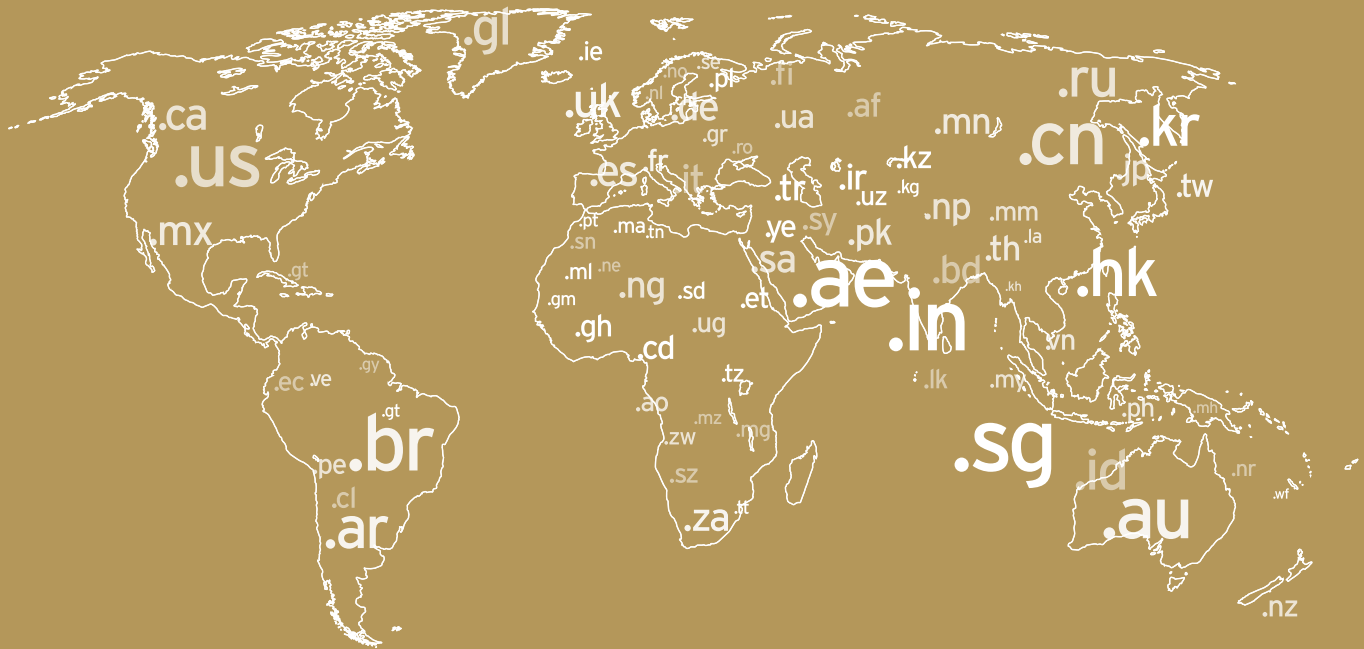 .gl
.ie
.no
.se
.pl
.fi
.ru
.ca
.uk
.nl
.de
.ua
.af
.mn
.cn
.kr
.us
.gr
.ro
.es
.fr
.it
.tr
.ir
.kz
.uz
.kg
.jp
.tw
.mx
.pt
.ma
.tn
.ye
.sy
.pk
.np
.mm
.sn
.th
.la
.gt
.ml
.ne
.sa
.bd
.hk
.gm
.ng
.sd
.et
.ae
.kh
.gh
.ug
.in
.cd
.vn
.gy
.ec
.ve
.tz
.lk
.my
.gt
.ao
.mz
.ph
.mh
.br
.zw
.mg
.sg
.pe
.sz
.id
.nr
.cl
.wf
.ar
.za
.tt
.au
.nz